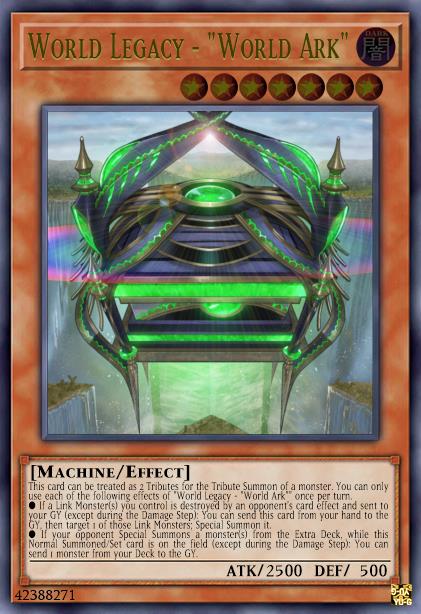 WORLD LEGACY - "WORLD ARK"
DARK
闇
[MACHINE/EFFECT]
This card can be treated as 2 Tributes for the Tribute Summon of a monster. You can only
use each of the following effects of "World Legacy - "World Ark"" once per turn.
● If a Link Monster(s) you control is destroyed by an opponent's card effect and sent to
your GY (except during the Damage Step): You can send this card from your hand to the
GY, then target 1 of those Link Monsters; Special Summon it.
● If your opponent Special Summons a monster(s) from the Extra Deck, while this
Normal Summoned/Set card is on the field (except during the Damage Step): You can
send 1 monster from your Deck to the GY.
ATK/2500 DEF/ 500
42388271